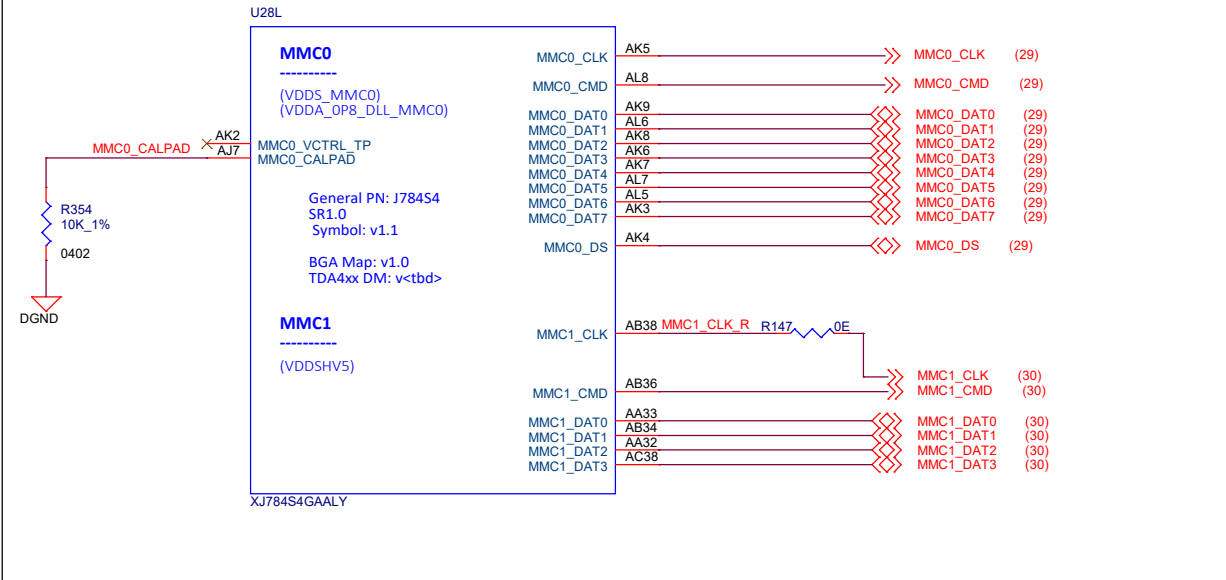 U28L
MMC0
----------
(VDDS_MMC0)
(VDDA_0P8_DLL_MMC0)
MMC0_CLK AK5 MMC0_CLK (29)
MMC0_CMD AL8 MMC0_CMD (29)
MMC0_DAT0 AK9 MMC0_DAT0 (29)
MMC0_DAT1 AL6 MMC0_DAT1 (29)
AK2 MMC0_VCTRL_TP MMC0_DAT2 AK8 MMC0_DAT2 (29)
MMC0_CALPAD AJ7 MMC0_CALPAD MMC0_DAT3 AK6 MMC0_DAT3 (29)
MMC0_DAT4 AK7 MMC0_DAT4 (29)
MMC0_DAT5 AL7 MMC0_DAT5 (29)
MMC0_DAT6 AL5 MMC0_DAT6 (29)
MMC0_DAT7 AK3 MMC0_DAT7 (29)
General PN: J784S4
SR1.0
Symbol: v1.1
R354
10K_1%
0402
DGND
MMC0_DS AK4 MMC0_DS (29)
BGA Map: v1.0
TDA4xx DM: v<tbd>
MMC1
----------
(VDDSHV5)
MMC1_CLK AB38 MMC1_CLK_R R147 0E
MMC1_CLK (30)
MMC1_CMD AB36 MMC1_CMD (30)
MMC1_DAT0 AA33 MMC1_DAT0 (30)
MMC1_DAT1 AB34 MMC1_DAT1 (30)
MMC1_DAT2 AA32 MMC1_DAT2 (30)
MMC1_DAT3 AC38 MMC1_DAT3 (30)
XJ784S4GAALY